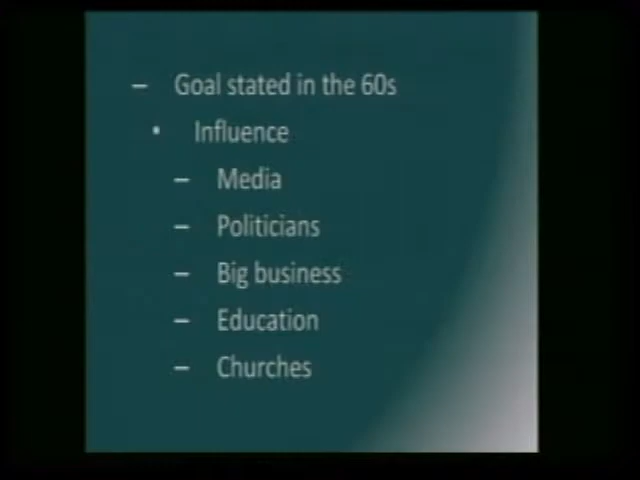 – Goal stated in the 60s
• Influence
– Media
– Politicians
– Big business
– Education
– Churches